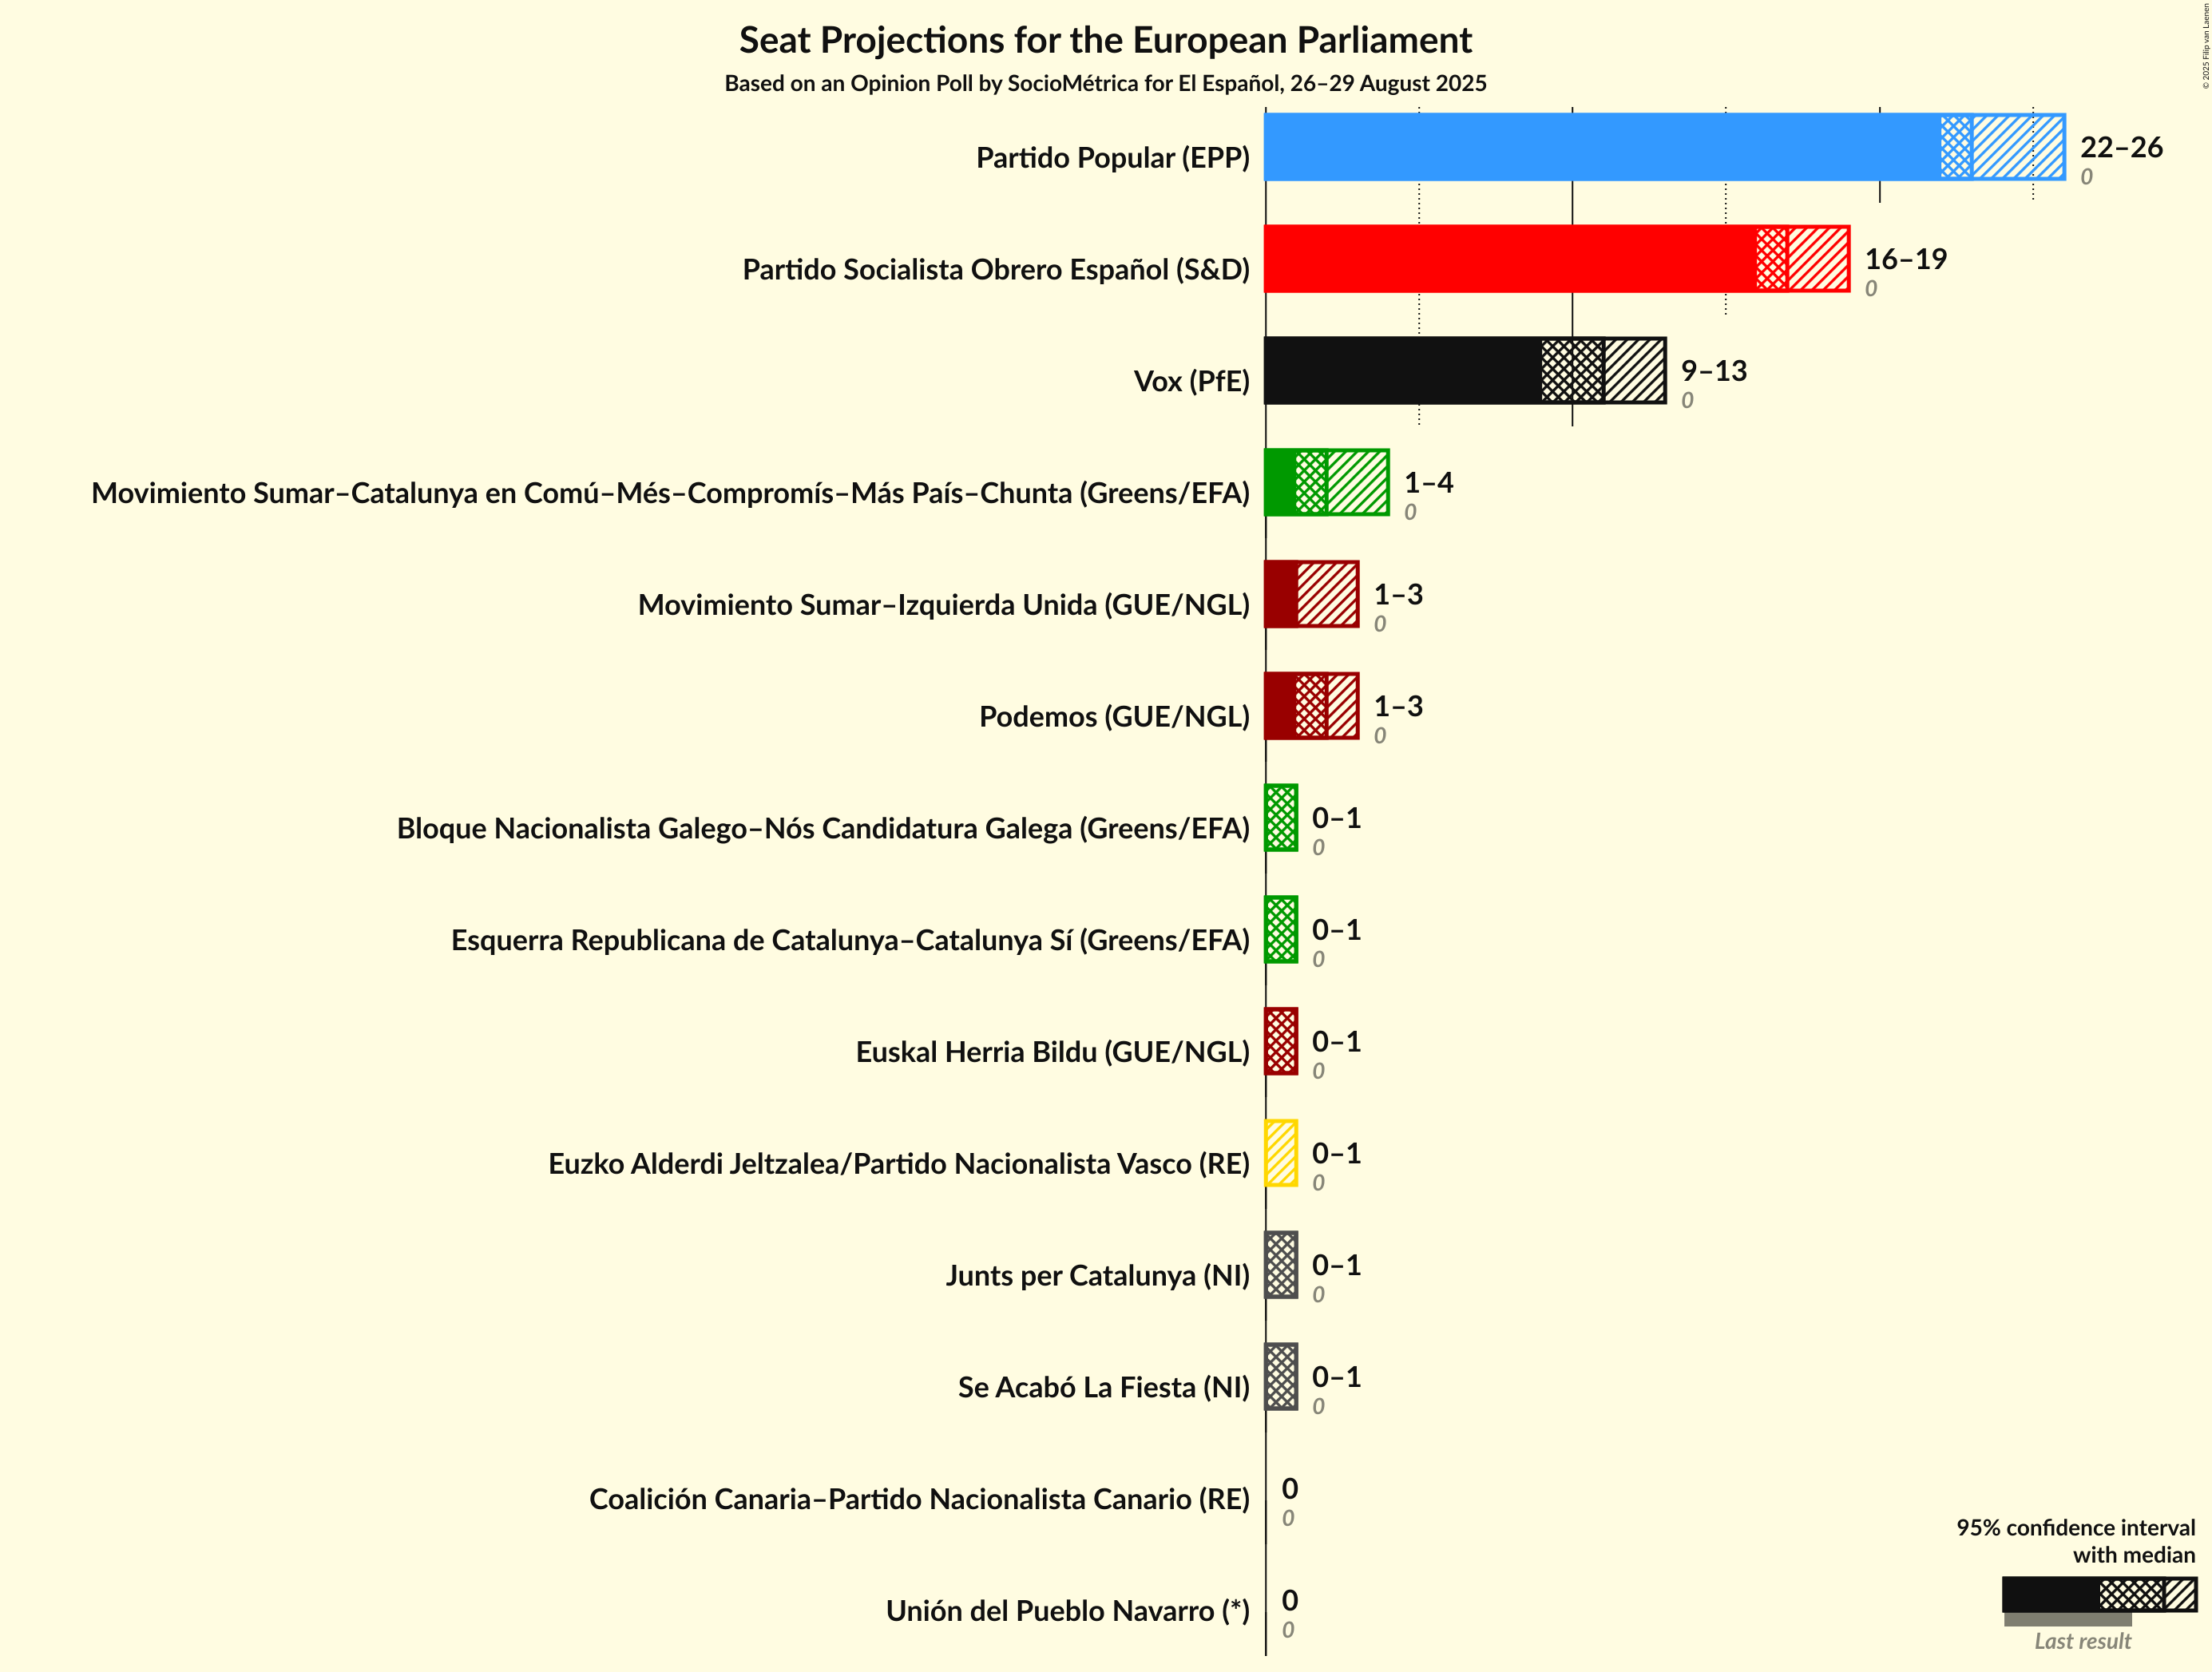 Seat Projections for the European Parliament
Based on an Opinion Poll by SocioMétrica for El Español, 26–29 August 2025
© 2025 Filip van Laenen
Partido Popular (EPP)
22–26
0
Partido Socialista Obrero Español (S&D)
16–19
0
Vox (PfE)
9–13
0
Movimiento Sumar–Catalunya en Comú–Més–Compromís–Más País–Chunta (Greens/EFA)
1–4
0
Movimiento Sumar–Izquierda Unida (GUE/NGL)
1–3
0
Podemos (GUE/NGL)
1–3
0
Bloque Nacionalista Galego–Nós Candidatura Galega (Greens/EFA)
0–1
0
Esquerra Republicana de Catalunya–Catalunya Sí (Greens/EFA)
0–1
0
Euskal Herria Bildu (GUE/NGL)
0–1
0
Euzko Alderdi Jeltzalea/Partido Nacionalista Vasco (RE)
0–1
0
Junts per Catalunya (NI)
0–1
0
Se Acabó La Fiesta (NI)
0–1
0
Coalición Canaria–Partido Nacionalista Canario (RE)
0
0
Unión del Pueblo Navarro (*)
0
0
95% confidence interval
with median
Last result